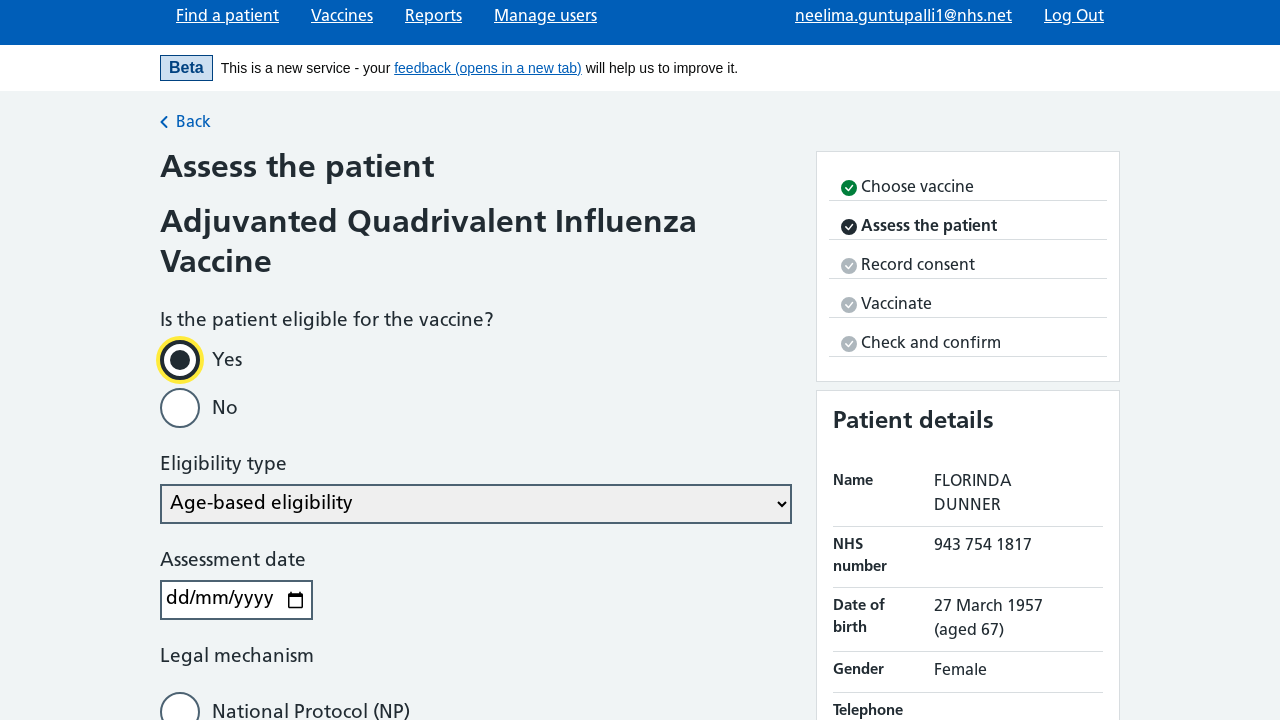 Find a patient Vaccines Reports Manage users neelima.guntupalli1@nhs.net Log Out
Beta This is a new service - your feedback (opens in a new tab) will help us to improve it.
Back
Assess the patient
Adjuvanted Quadrivalent Influenza
Vaccine
Is the patient eligible for the vaccine?
Yes
No
Eligibility type
Age-based eligibility
Assessment date
dd/mm/yyyy
Legal mechanism
National Protocol (NP)
Choose vaccine
Assess the patient
Record consent
Vaccinate
Check and confirm
Patient details
Name FLORINDA
DUNNER
NHS 943 754 1817
number
Date of 27 March 1957
birth (aged 67)
Gender Female
Telephone